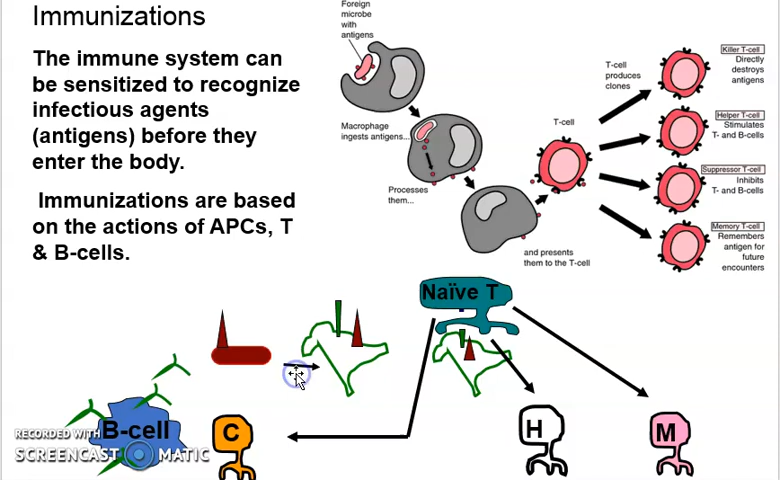 Immunizations
The immune system can
be sensitized to recognize
infectious agents
(antigens) before they
enter the body.
Immunizations are based
on the actions of APCs, T
& B-cells.
Foreign
microbe
with
antigens
Macrophage
ingests antigens...
Processes
them...
and presents
them to the T-cell
T-cell
T-cell
produces
clones
Killer T-cell
Directly
destroys
antigens
Helper T-cell
Stimulates
T- and B-cells
Suppressor T-cell
Inhibits
T- and B-cells
Memory T-cell
Remembers
antigen for
future
encounters
Naïve T
B-cell
C
H
M
RECORDED WITH
SCREENCAST MATIC